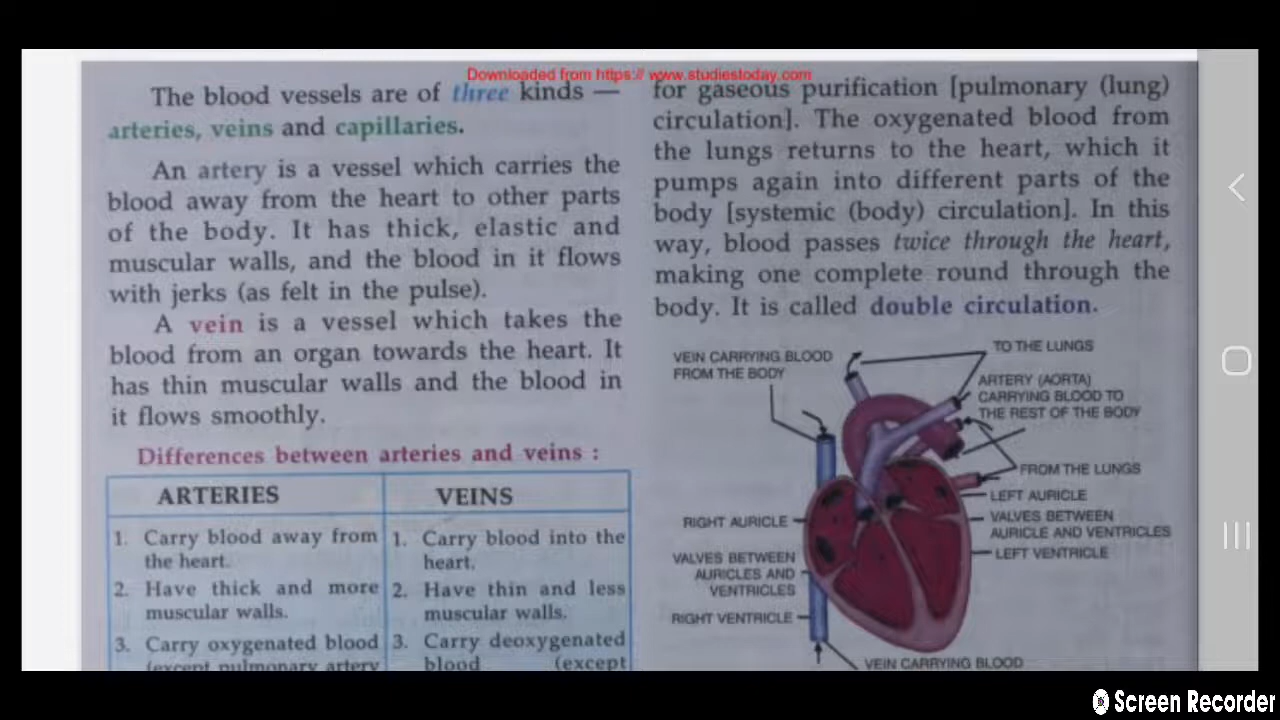 Downloaded from https:// www.studiestoday.com
The blood vessels are of three kinds —
arteries, veins and capillaries.
An artery is a vessel which carries the
blood away from the heart to other parts
of the body. It has thick, elastic and
muscular walls, and the blood in it flows
with jerks (as felt in the pulse).
A vein is a vessel which takes the
blood from an organ towards the heart. It
has thin muscular walls and the blood in
it flows smoothly.
Differences between arteries and veins :
ARTERIES
VEINS
1. Carry blood away from
the heart.
1. Carry blood into the
heart.
2. Have thick and more
muscular walls.
2. Have thin and less
muscular walls.
3. Carry oxygenated blood
(except pulmonary artery
3. Carry deoxygenated
blood (except
for gaseous purification [pulmonary (lung)
circulation]. The oxygenated blood from
the lungs returns to the heart, which it
pumps again into different parts of the
body [systemic (body) circulation]. In this
way, blood passes twice through the heart,
making one complete round through the
body. It is called double circulation.
VEIN CARRYING BLOOD
FROM THE BODY
TO THE LUNGS
ARTERY (AORTA)
CARRYING BLOOD TO
THE REST OF THE BODY
FROM THE LUNGS
LEFT AURICLE
RIGHT AURICLE
VALVES BETWEEN
AURICLE AND VENTRICLES
LEFT VENTRICLE
VALVES BETWEEN
AURICLES AND
VENTRICLES
RIGHT VENTRICLE
VEIN CARRYING BLOOD
Screen Recorder